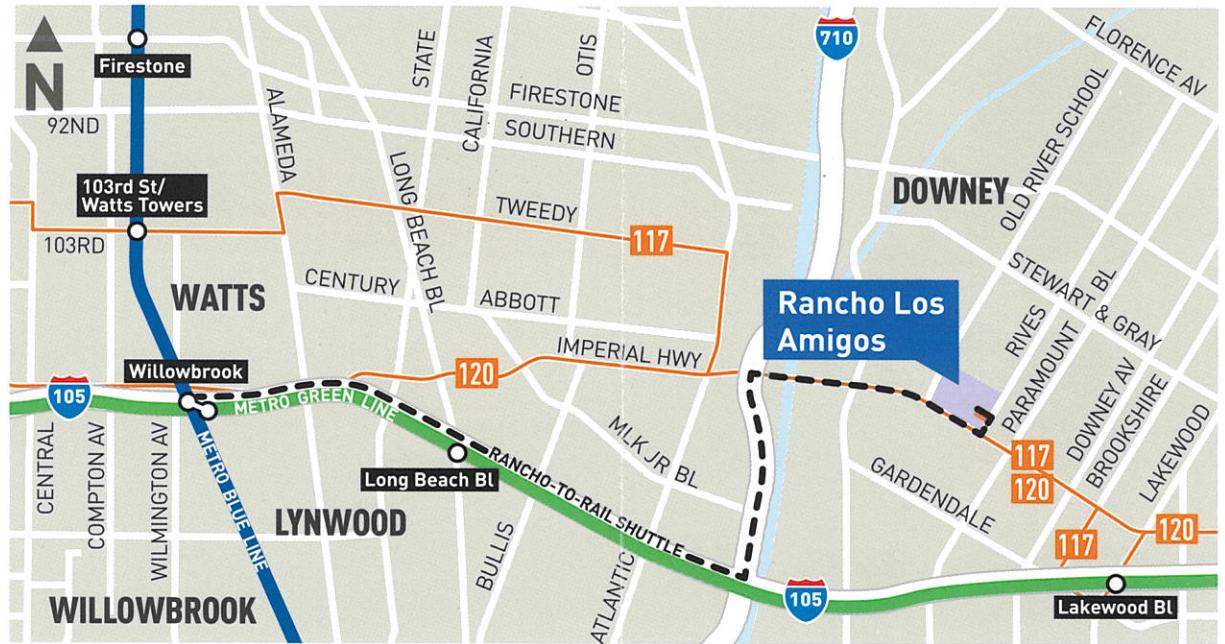 N
Firestone
92ND
ALAMEDA
STATE
CALIFORNIA
OTIS
FIRESTONE
SOUTHERN
710
FLORENCE AV
OLD RIVER SCHOOL
DOWNEY
103rd St/
Watts Towers
103RD
TWEEDY
117
LONG BEACH BL
WATTS
CENTURY
ABBOTT
IMPERIAL HWY
120
Rancho Los
Amigos
STEWART & GRAY
RIVES
PARAMOUNT BL
DOWNEY AV
BROOKSHIRE
LAKEWOOD
Willowbrook
105
METRO GREEN LINE
METRO BLUE LINE
CENTRAL
COMPTON AV
WILMINGTON AV
Long Beach Bl
RANCHO-TO-RAIL SHUTTLE
MLK JR BL
LYNWOOD
BULLIS
ATLANTIC
GARDENDALE
117
120
117
120
105
Lakewood Bl
WILLOWBROOK